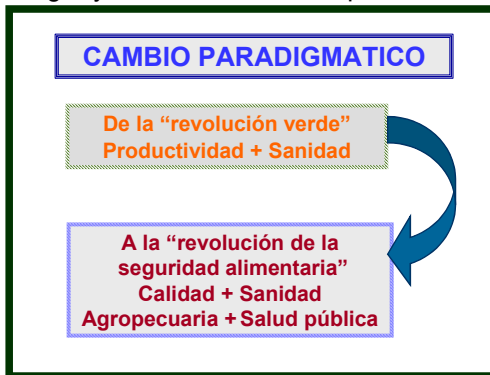 CAMBIO PARADIGMATICO
De la “revolución verde”
Productividad + Sanidad
A la “revolución de la
seguridad alimentaria”
Calidad + Sanidad
Agropecuaria + Salud pública